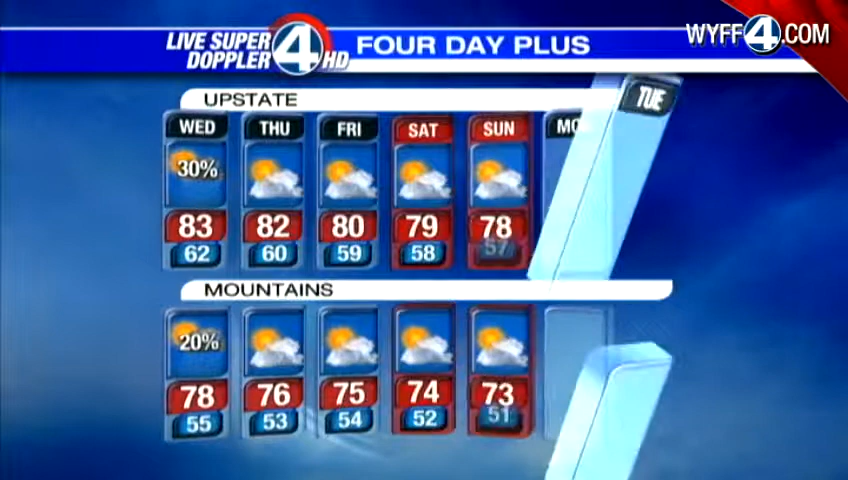 LIVE SUPER DOPPLER 4 HD
FOUR DAY PLUS
WYFF4.COM
UPSTATE
WED THU FRI SAT SUN MO TUE
30%
83 82 80 79 78
62 60 59 58 57
MOUNTAINS
20%
78 76 75 74 73
55 53 54 52 51